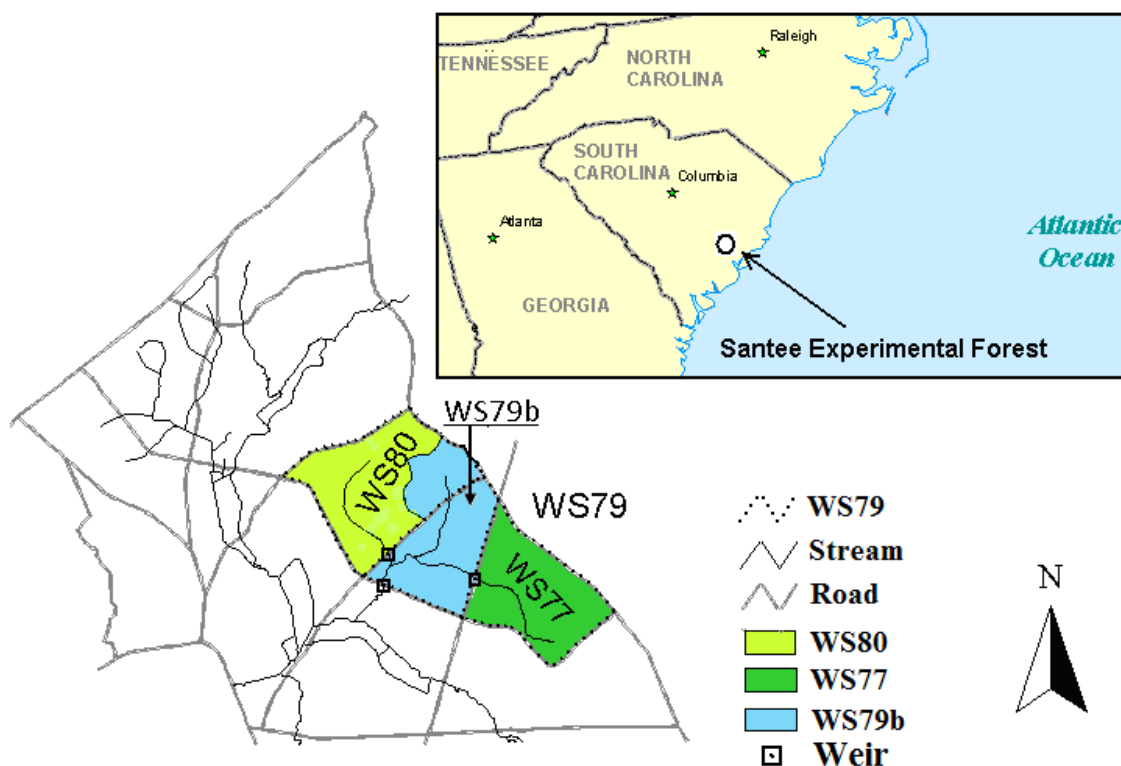 Raleigh
TENNESSEE
NORTH
CAROLINA
SOUTH
CAROLINA
Columbia
Atlanta
Atlantic
Ocean
GEORGIA
Santee Experimental Forest
WS79b
WS80
WS79
WS77
N
WS79
Stream
Road
WS80
WS77
WS79b
Weir